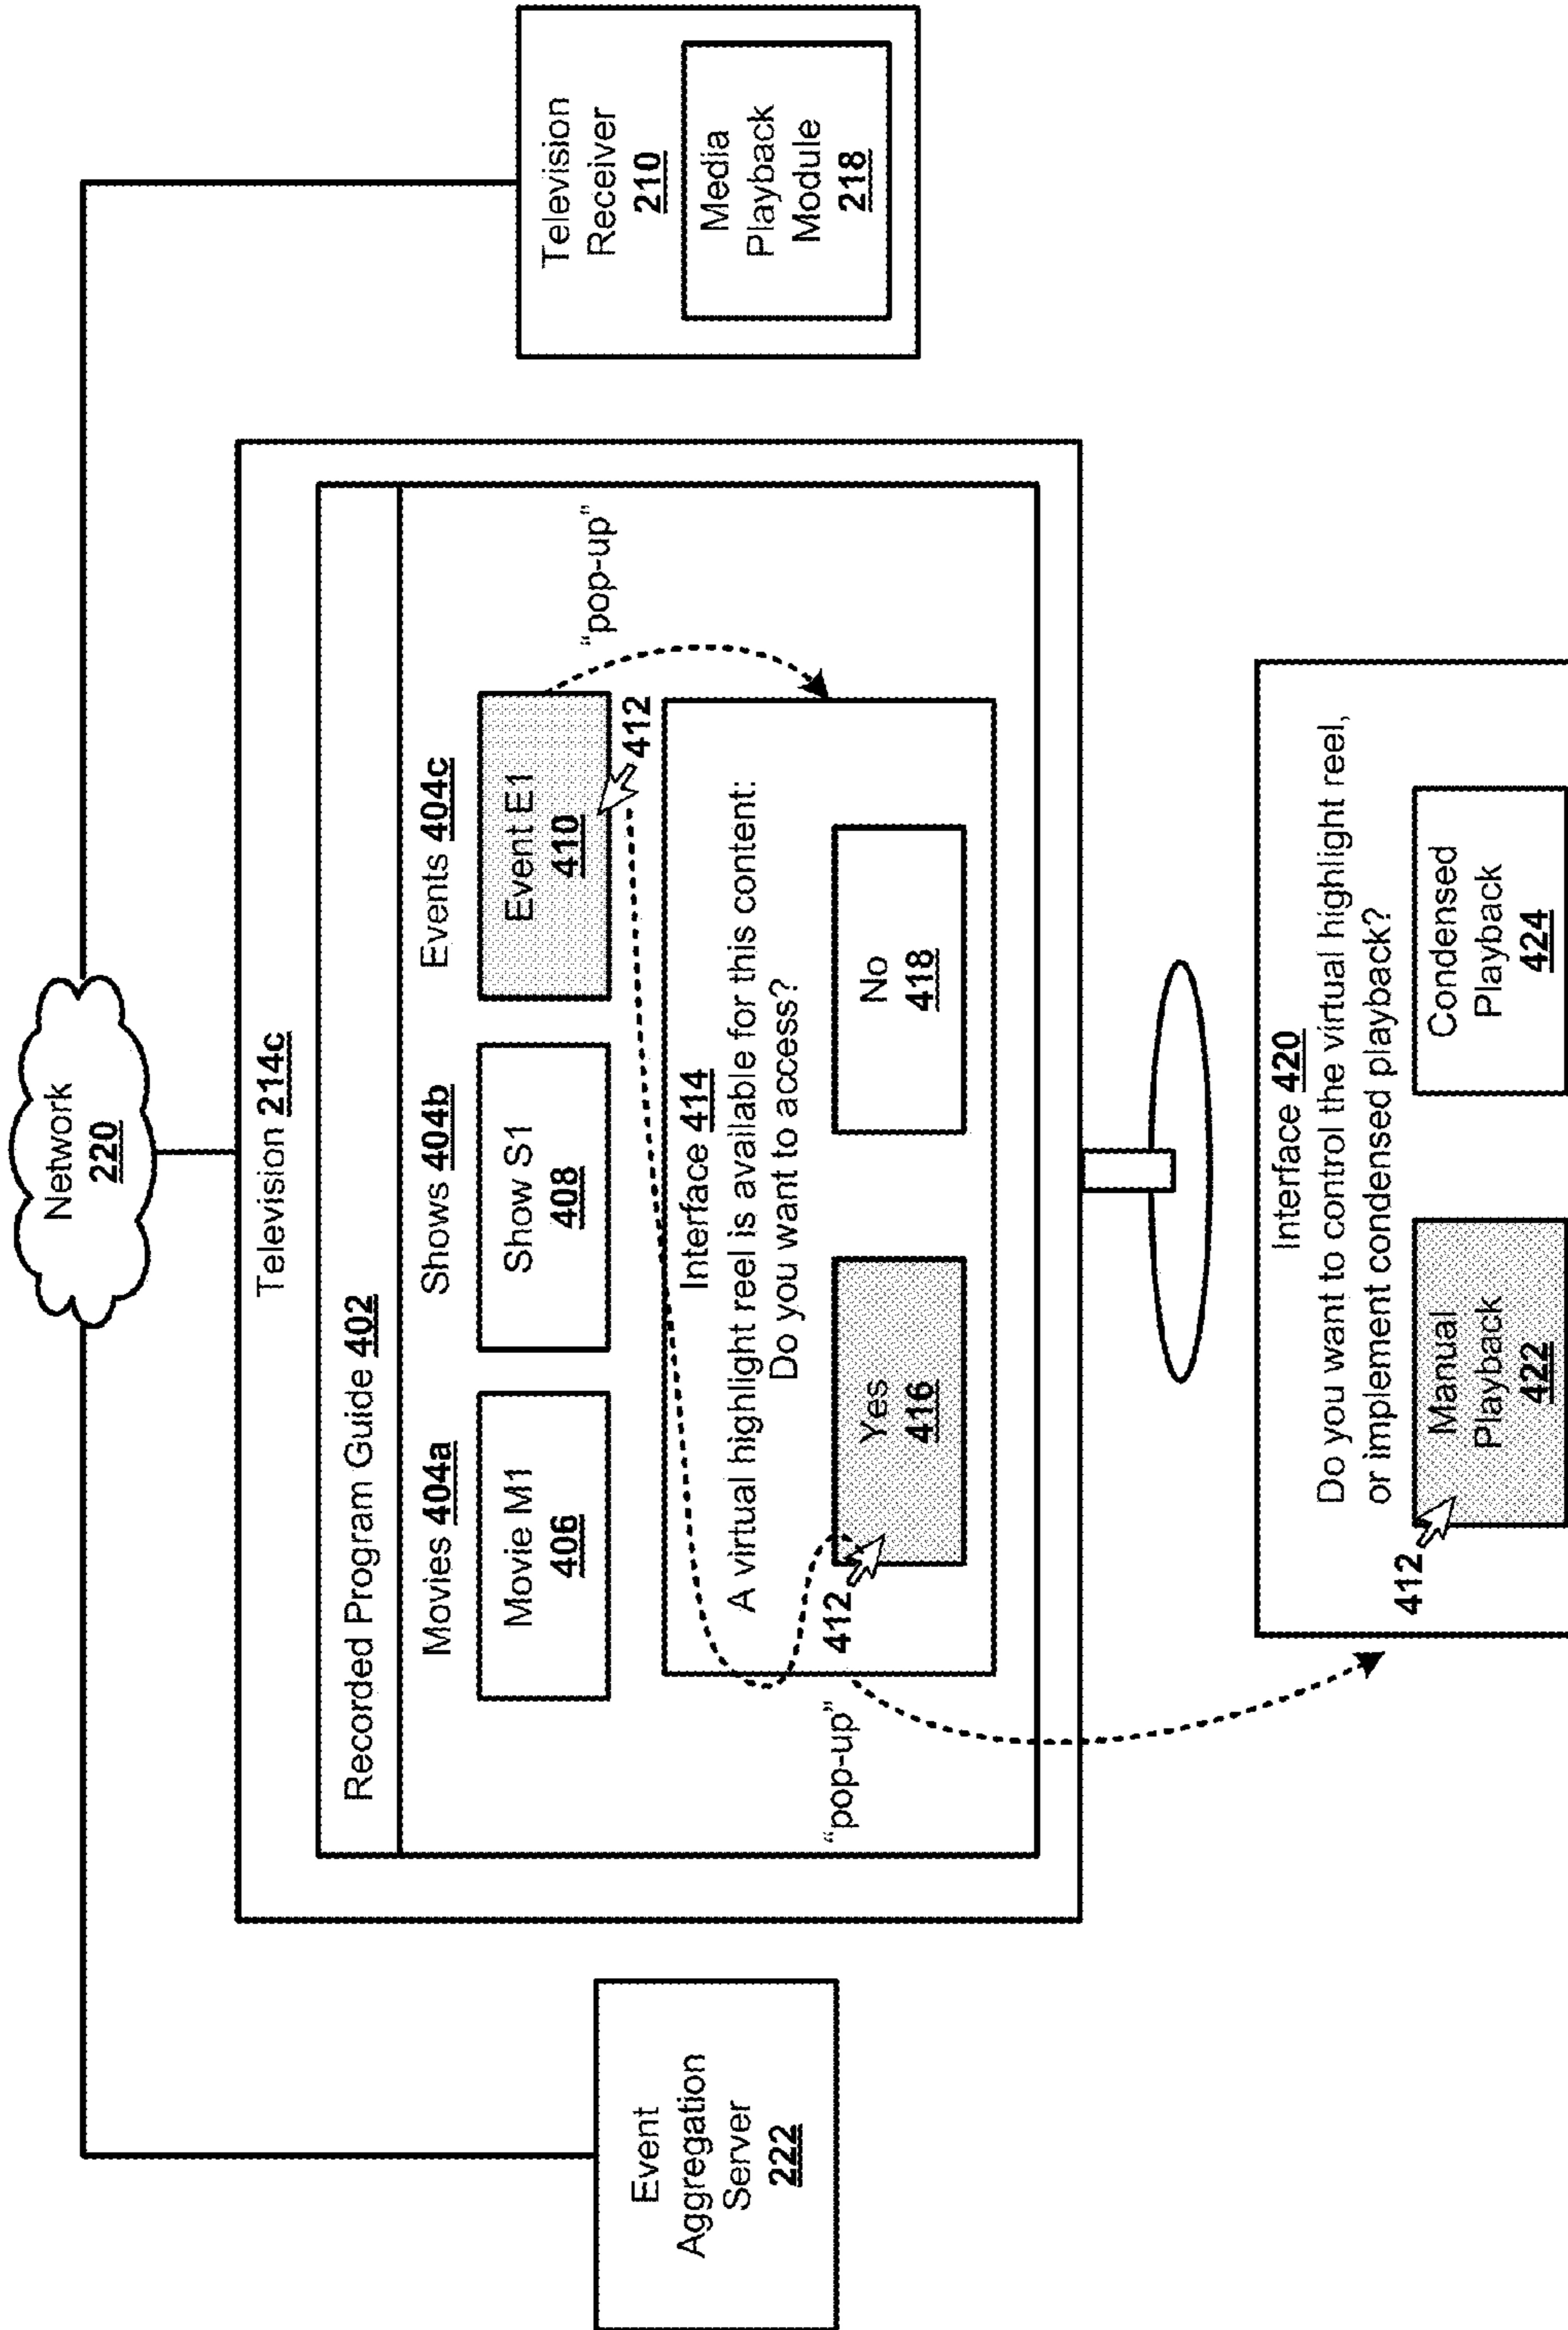 Network
220
Television 214c
Recorded Program Guide 402
Movies 404a
Shows 404b
Events 404c
Movie M1
406
Show S1
408
Event E1
410
412
"pop-up"
Interface 414
A virtual highlight reel is available for this content:
Do you want to access?
Yes
416
No
418
412
"pop-up"
Event
Aggregation
Server
222
Television
Receiver
210
Media
Playback
Module
218
Interface 420
Do you want to control the virtual highlight reel,
or implement condensed playback?
412
Manual
Playback
422
Condensed
Playback
424